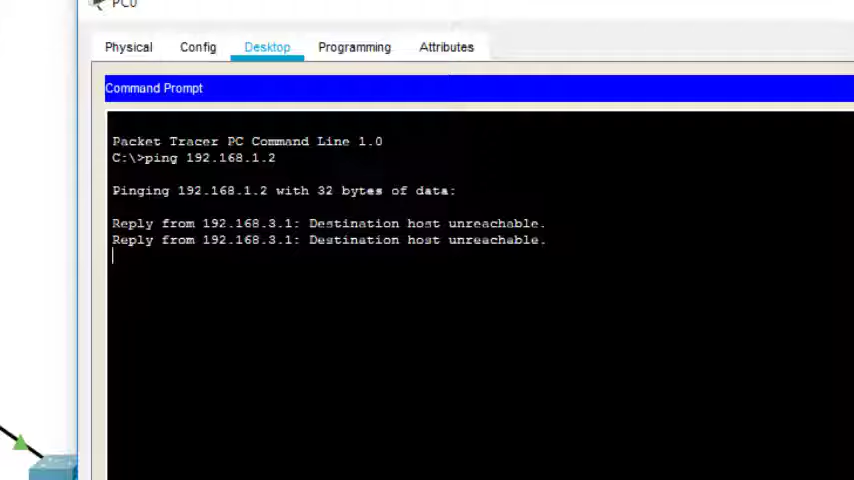 PC0
Physical Config Desktop Programming Attributes
Command Prompt
Packet Tracer PC Command Line 1.0
C:\>ping 192.168.1.2
Pinging 192.168.1.2 with 32 bytes of data:
Reply from 192.168.3.1: Destination host unreachable.
Reply from 192.168.3.1: Destination host unreachable.